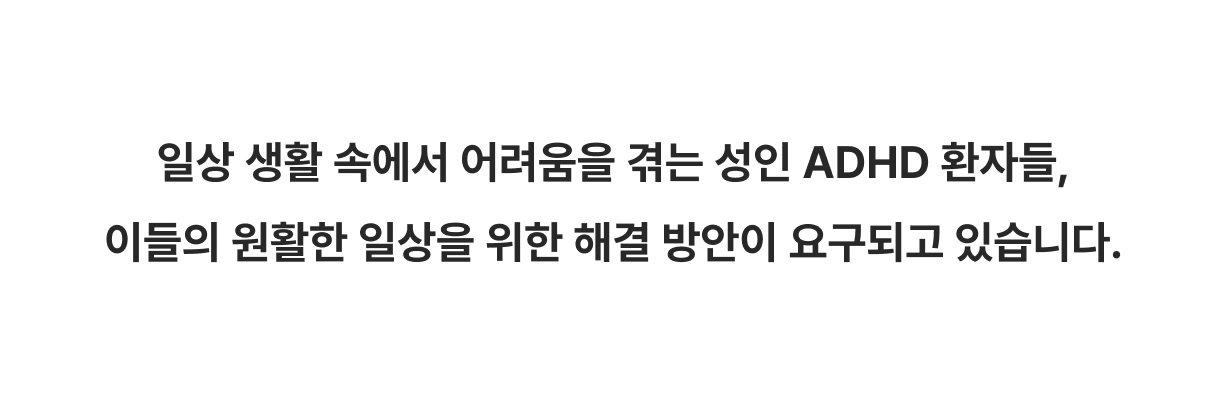 일상 생활 속에서 어려움을 겪는 성인 ADHD 환자들,
이들의 원활한 일상을 위한 해결 방안이 요구되고 있습니다.